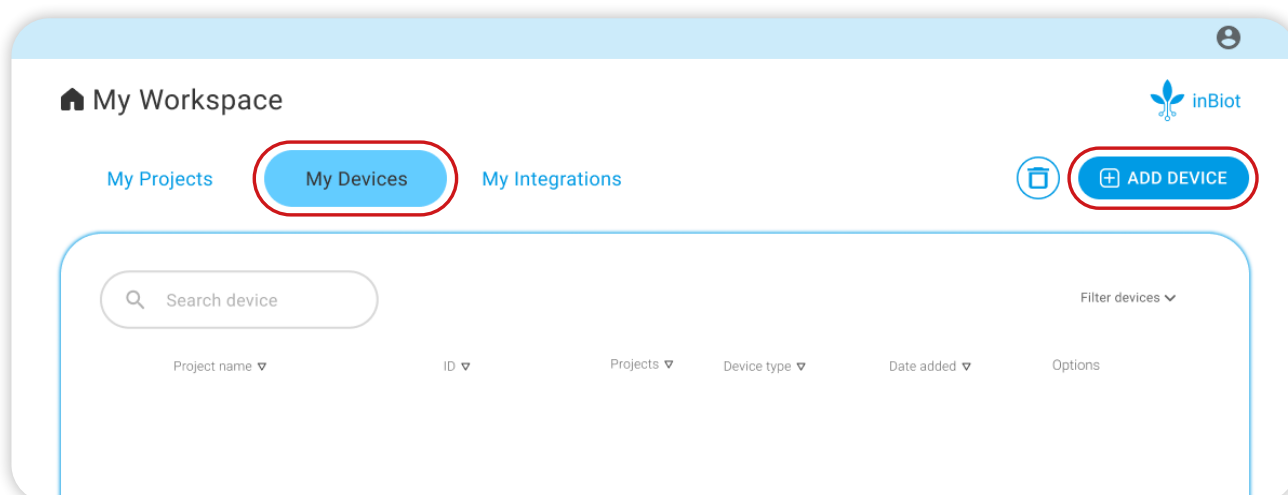 My Workspace
inBiot
My Projects
My Devices
My Integrations
ADD DEVICE
Search device
Filter devices
Project name
ID
Projects
Device type
Date added
Options